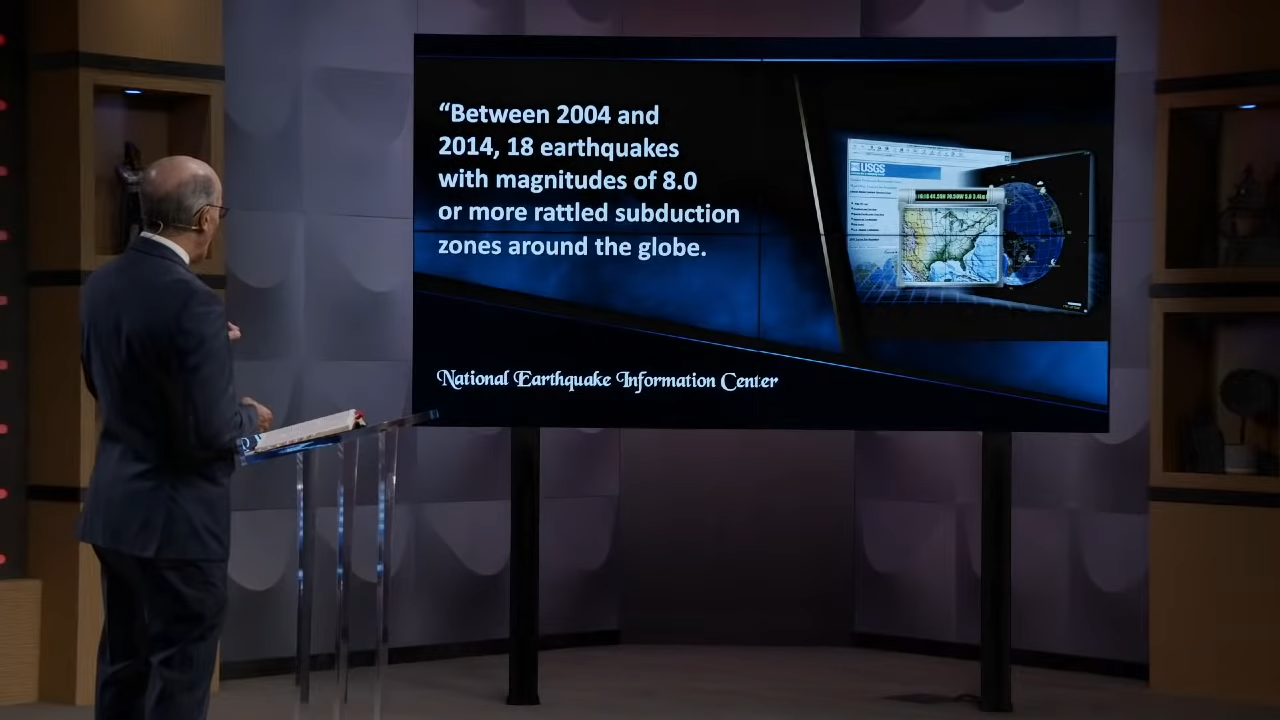 “Between 2004 and
2014, 18 earthquakes
with magnitudes of 8.0
or more rattled subduction
zones around the globe.
National Earthquake Information Center
USGS